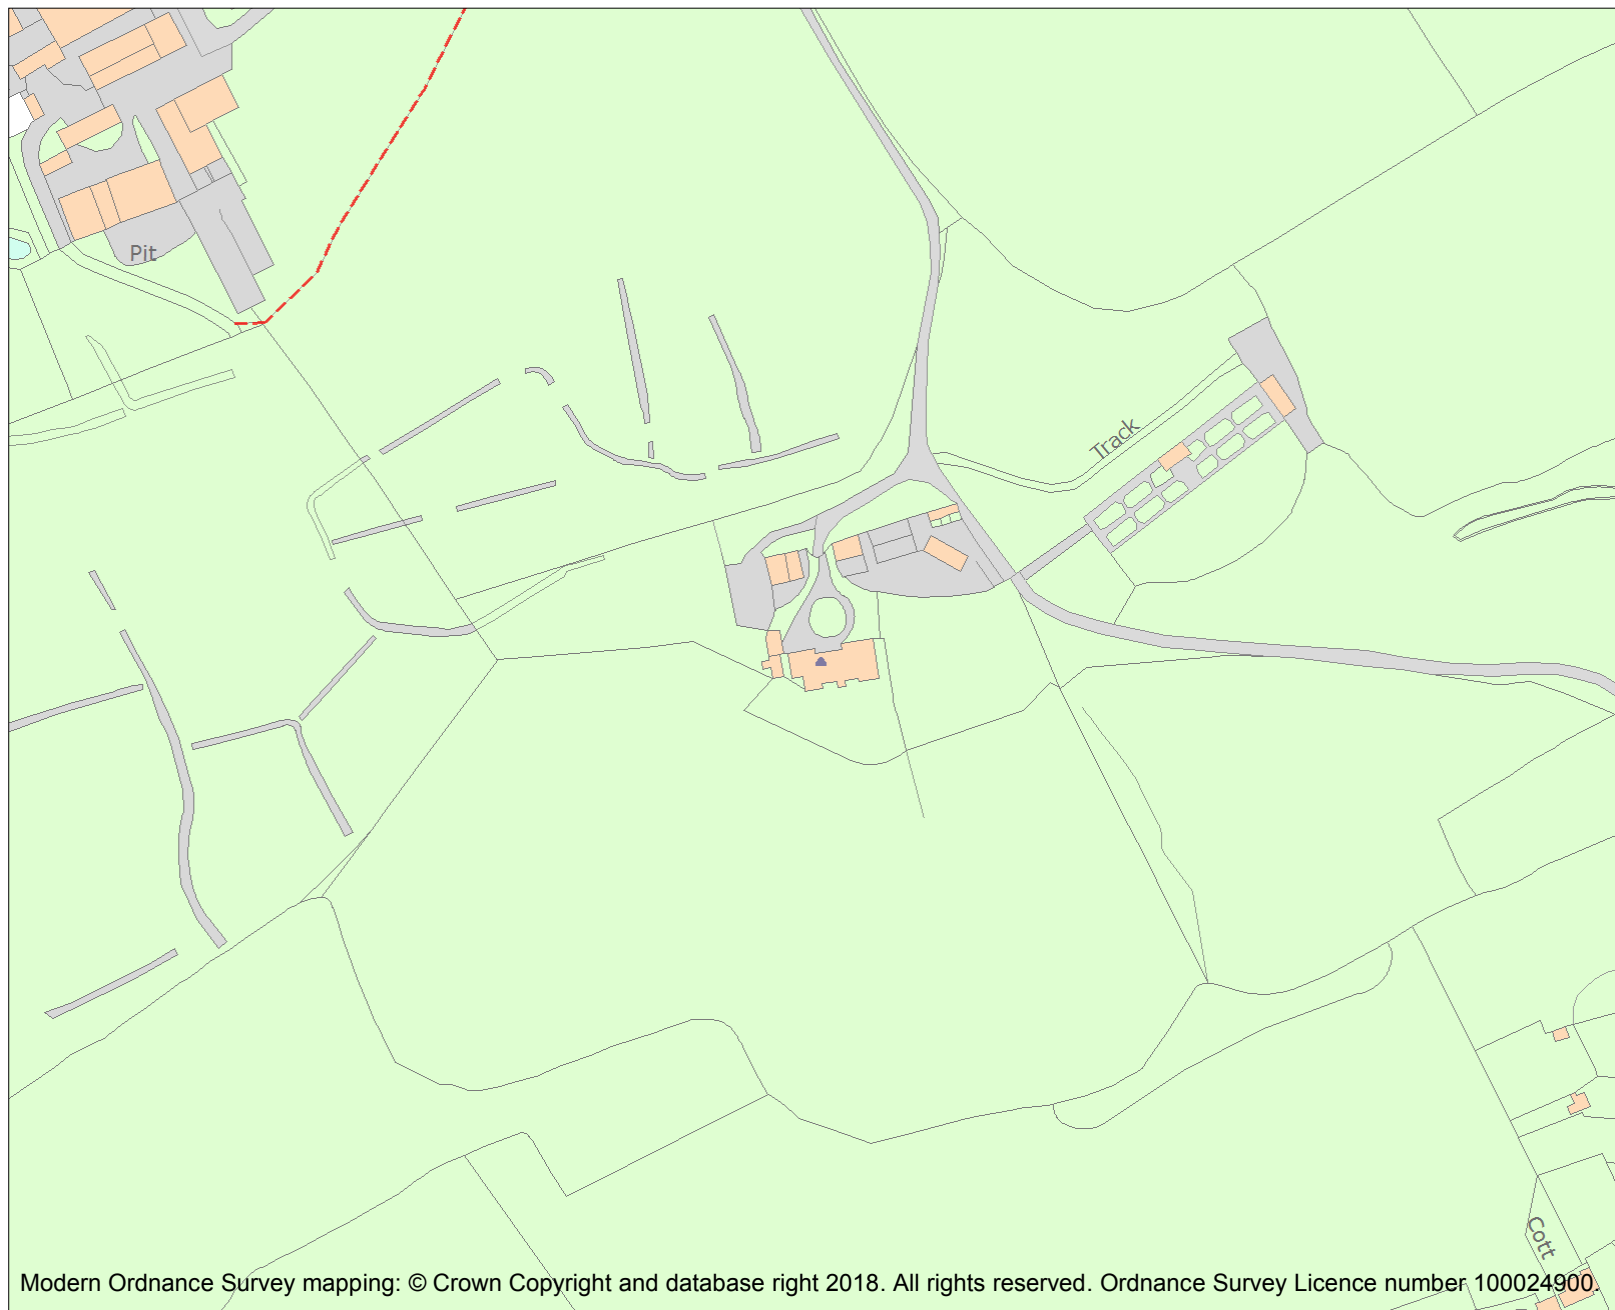 Pit
Track
Cott
Modern Ordnance Survey mapping: © Crown Copyright and database right 2018. All rights reserved. Ordnance Survey Licence number 100024900.